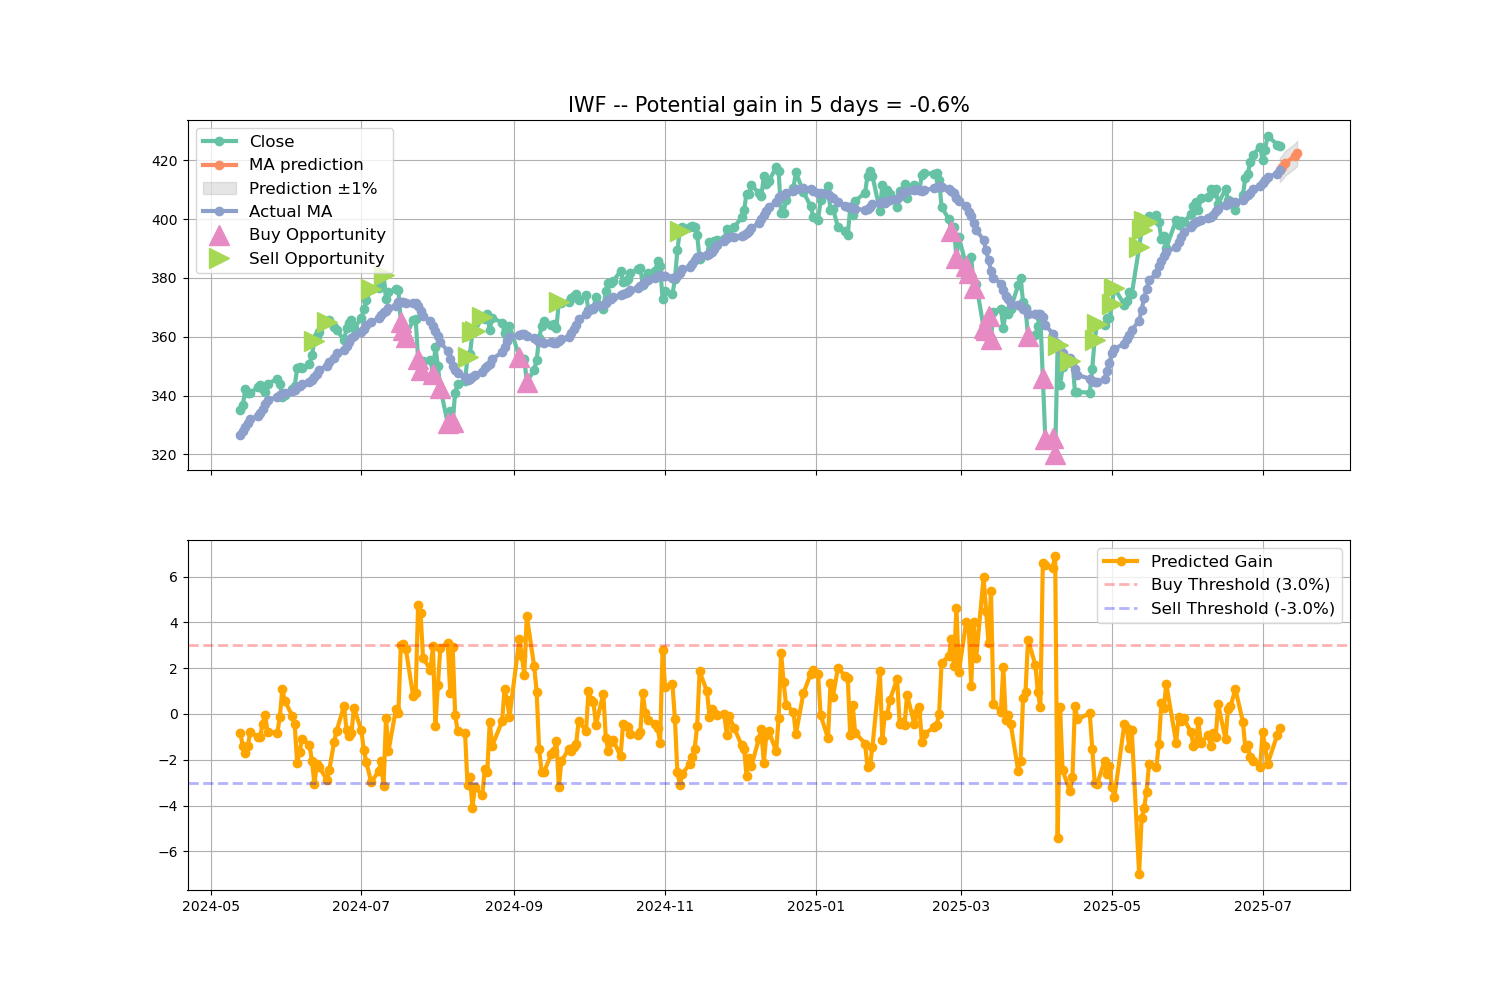 IWF -- Potential gain in 5 days = -0.6%
Close
MA prediction
Prediction ±1%
Actual MA
Buy Opportunity
Sell Opportunity
420
400
380
360
340
320
Predicted Gain
Buy Threshold (3.0%)
Sell Threshold (-3.0%)
6
4
2
0
−2
−4
−6
2024-05 2024-07 2024-09 2024-11 2025-01 2025-03 2025-05 2025-07